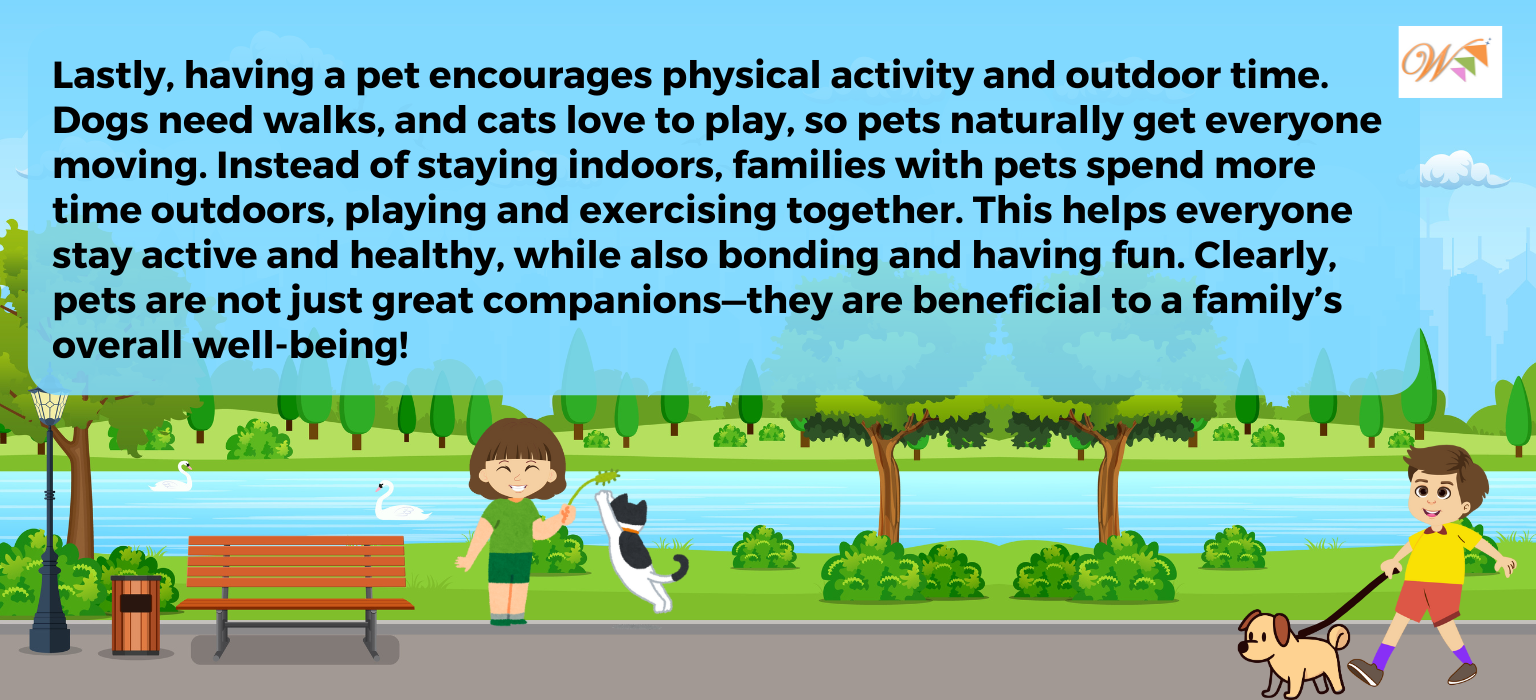 Lastly, having a pet encourages physical activity and outdoor time.
Dogs need walks, and cats love to play, so pets naturally get everyone
moving. Instead of staying indoors, families with pets spend more
time outdoors, playing and exercising together. This helps everyone
stay active and healthy, while also bonding and having fun. Clearly,
pets are not just great companions—they are beneficial to a family’s
overall well-being!
W